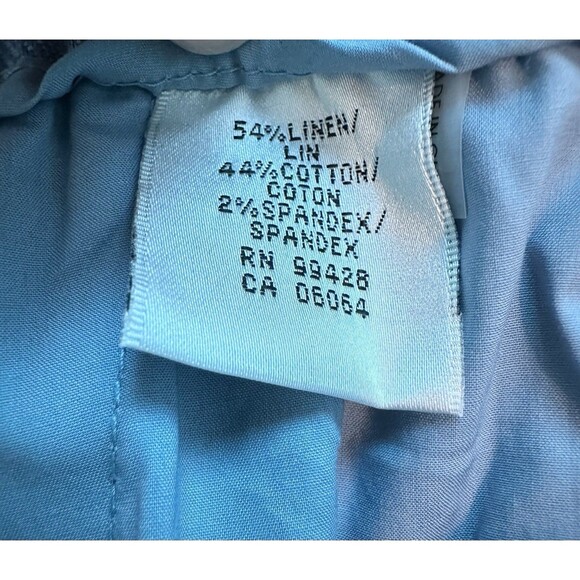 54%LINEN/
LIN
44%COTTON/
COTON
2%SPANDEX/
SPANDEX
RN 99428
CA 06064